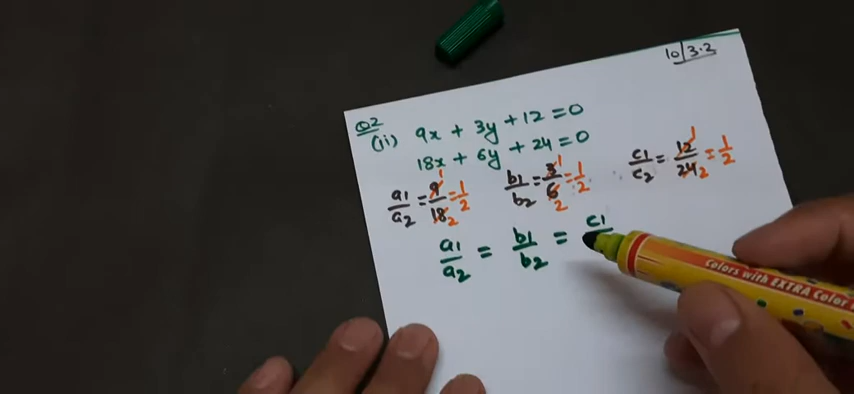 10/3.2
Q2
(ii) 9x + 3y + 12 = 0
18x + 6y + 24 = 0
a1/a2 = 9/18 = 1/2 b1/b2 = 3/6 = 1/2 c1/c2 = 12/24 = 1/2
a1/a2 = b1/b2 = c1
Colors with EXTRA Color